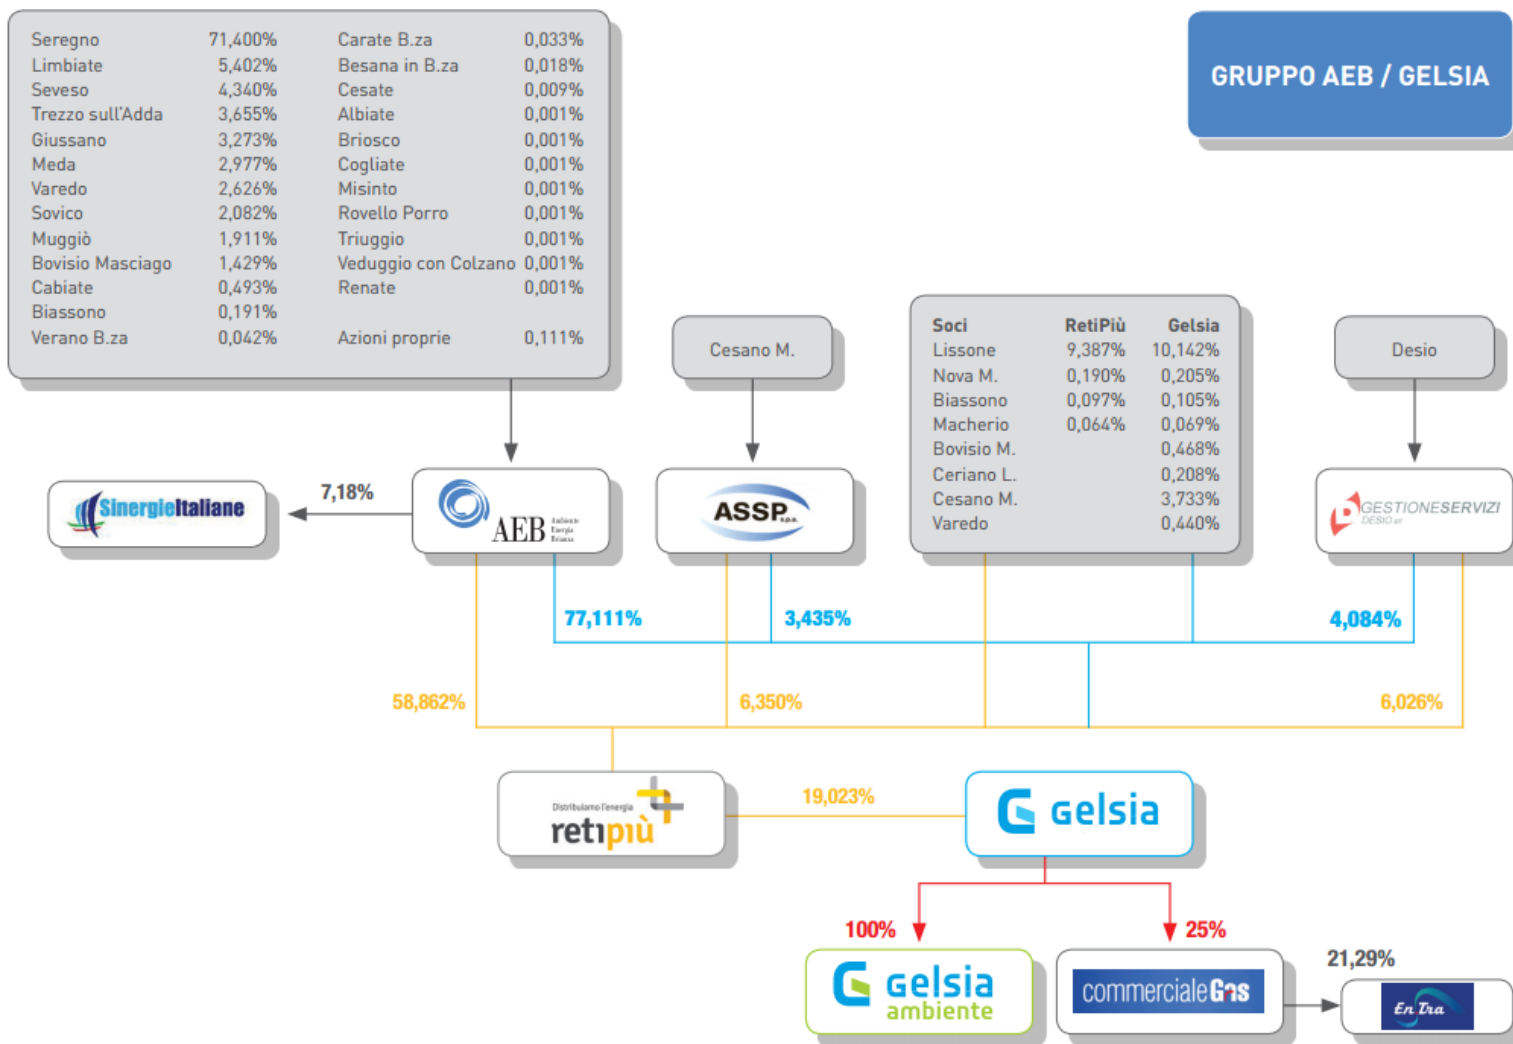 GRUPPO AEB / GELSIA
Seregno 71,400% Carate B.za 0,033%
Limbiate 5,402% Besana in B.za 0,018%
Seveso 4,340% Cesate 0,009%
Trezzo sull'Adda 3,655% Albiate 0,001%
Giussano 3,273% Briosco 0,001%
Meda 2,977% Cogliate 0,001%
Varedo 2,626% Misinto 0,001%
Sovico 2,082% Rovello Porro 0,001%
Muggiò 1,911% Triuggio 0,001%
Bovisio Masciago 1,429% Veduggio con Colzano 0,001%
Cabiate 0,493% Renate 0,001%
Biassono 0,191%
Verano B.za 0,042% Azioni proprie 0,111%
Cesano M.
Soci RetiPiù Gelsia
Lissone 9,387% 10,142%
Nova M. 0,190% 0,205%
Biassono 0,097% 0,105%
Macherio 0,064% 0,069%
Bovisio M. 0,468%
Ceriano L. 0,208%
Cesano M. 3,733%
Varedo 0,440%
Desio
SinergieItaliane
7,18%
AEB
Ambiente
Energia
Brianza
ASSP s.p.a.
GESTIONESERVIZI
DESIO srl
77,111%
3,435%
4,084%
58,862%
6,350%
6,026%
Distribuiamo l'energia
retipiù
19,023%
Gelsia
100%
25%
Gelsia
ambiente
commercialeGas
21,29%
EnTra